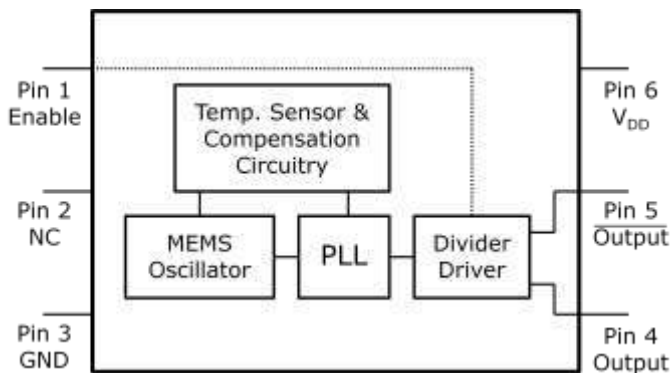 Pin 1
Enable
Pin 2
NC
Pin 3
GND
Temp. Sensor &
Compensation
Circuitry
MEMS
Oscillator
PLL
Divider
Driver
Pin 6
VDD
Pin 5
Output
Pin 4
Output